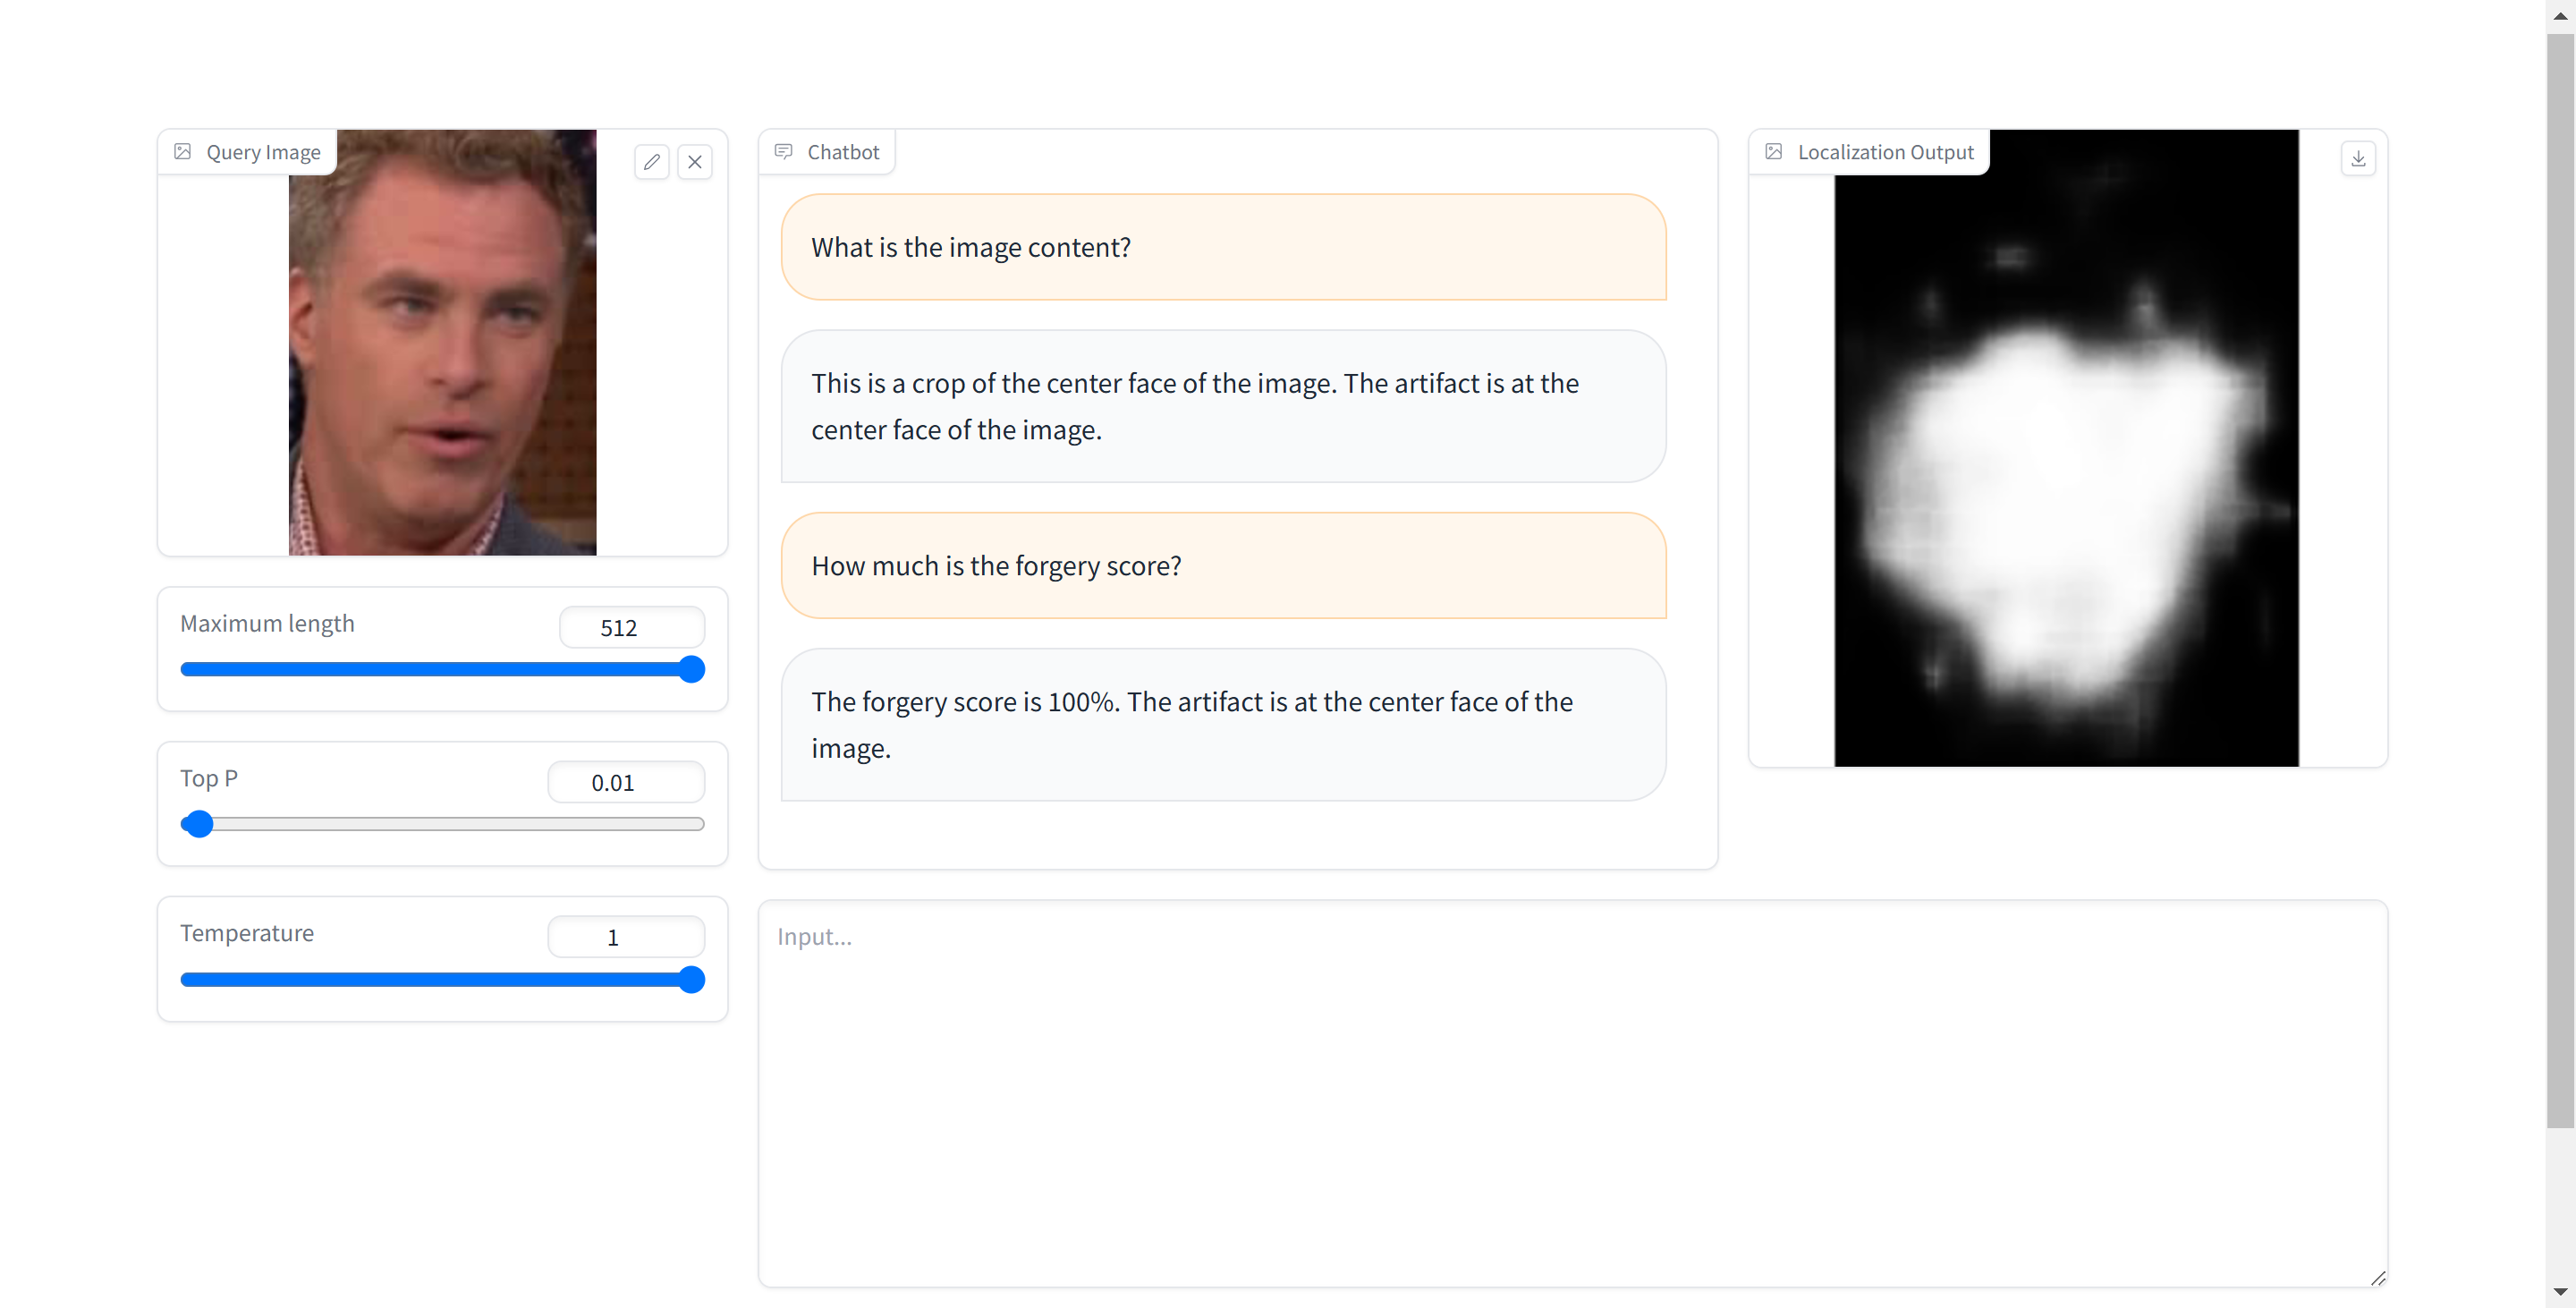 Query Image
Maximum length
512
Top P
0.01
Temperature
1
Chatbot
What is the image content?
This is a crop of the center face of the image. The artifact is at the
center face of the image.
How much is the forgery score?
The forgery score is 100%. The artifact is at the center face of the
image.
Localization Output
Input...